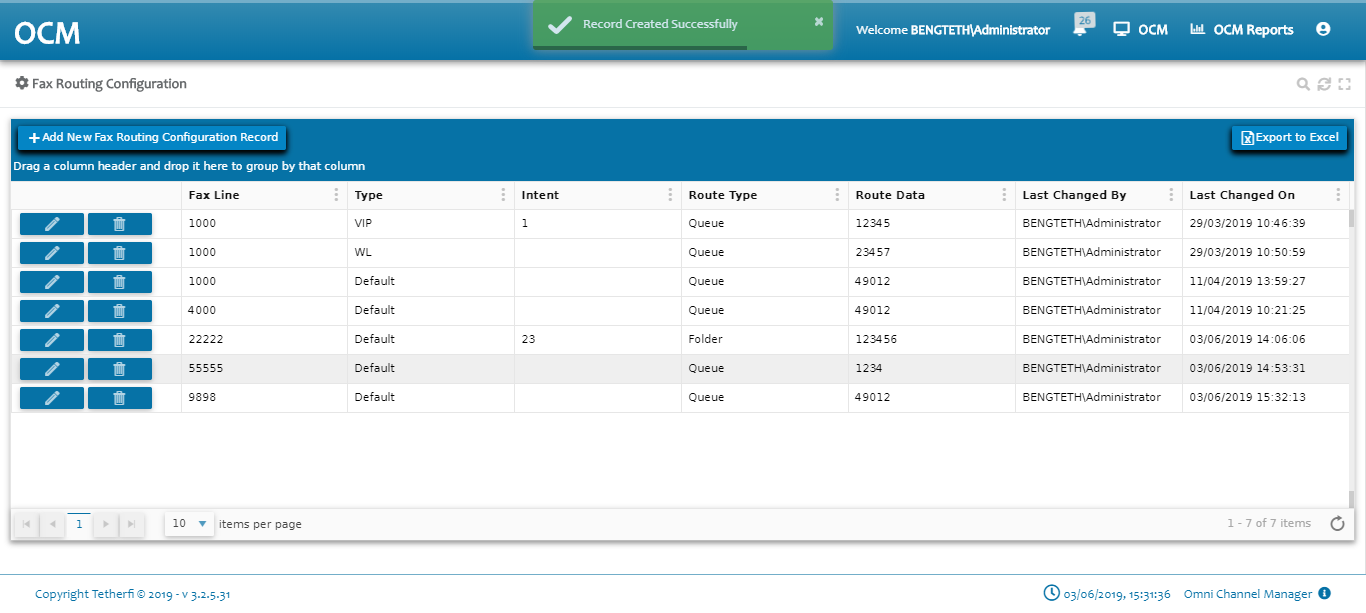 OCM
Record Created Successfully
Welcome BENGTETH\Administrator
26
OCM
OCM Reports
Fax Routing Configuration
Add New Fax Routing Configuration Record
Export to Excel
Drag a column header and drop it here to group by that column
Fax Line Type Intent Route Type Route Data Last Changed By Last Changed On
1000 VIP 1 Queue 12345 BENGTETH\Administrator 29/03/2019 10:46:39
1000 WL Queue 23457 BENGTETH\Administrator 29/03/2019 10:50:59
1000 Default Queue 49012 BENGTETH\Administrator 11/04/2019 13:59:27
4000 Default Queue 49012 BENGTETH\Administrator 11/04/2019 10:21:25
22222 Default 23 Folder 123456 BENGTETH\Administrator 03/06/2019 14:06:06
55555 Default Queue 1234 BENGTETH\Administrator 03/06/2019 14:53:31
9898 Default Queue 49012 BENGTETH\Administrator 03/06/2019 15:32:13
1 10 items per page 1 - 7 of 7 items
Copyright Tetherfi © 2019 - v 3.2.5.31
03/06/2019, 15:31:36 Omni Channel Manager